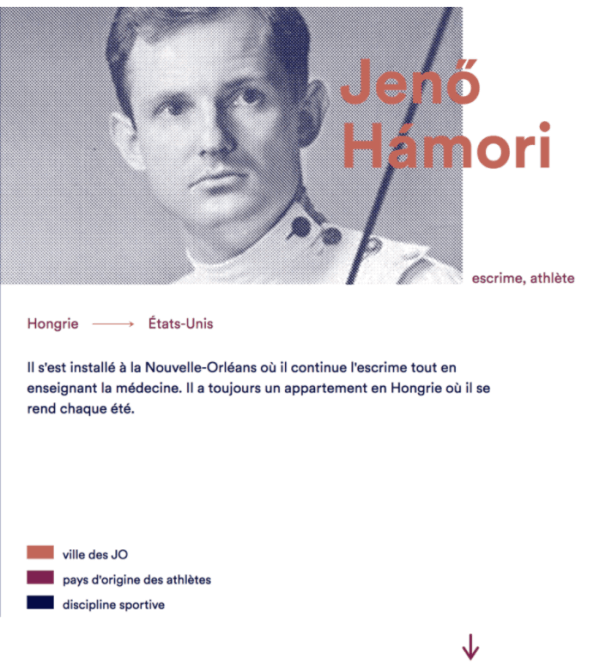 Jenő
Hámori
escrime, athlète
Hongrie → États-Unis
Il s'est installé à la Nouvelle-Orléans où il continue l'escrime tout en
enseignant la médecine. Il a toujours un appartement en Hongrie où il se
rend chaque été.
ville des JO
pays d'origine des athlètes
discipline sportive